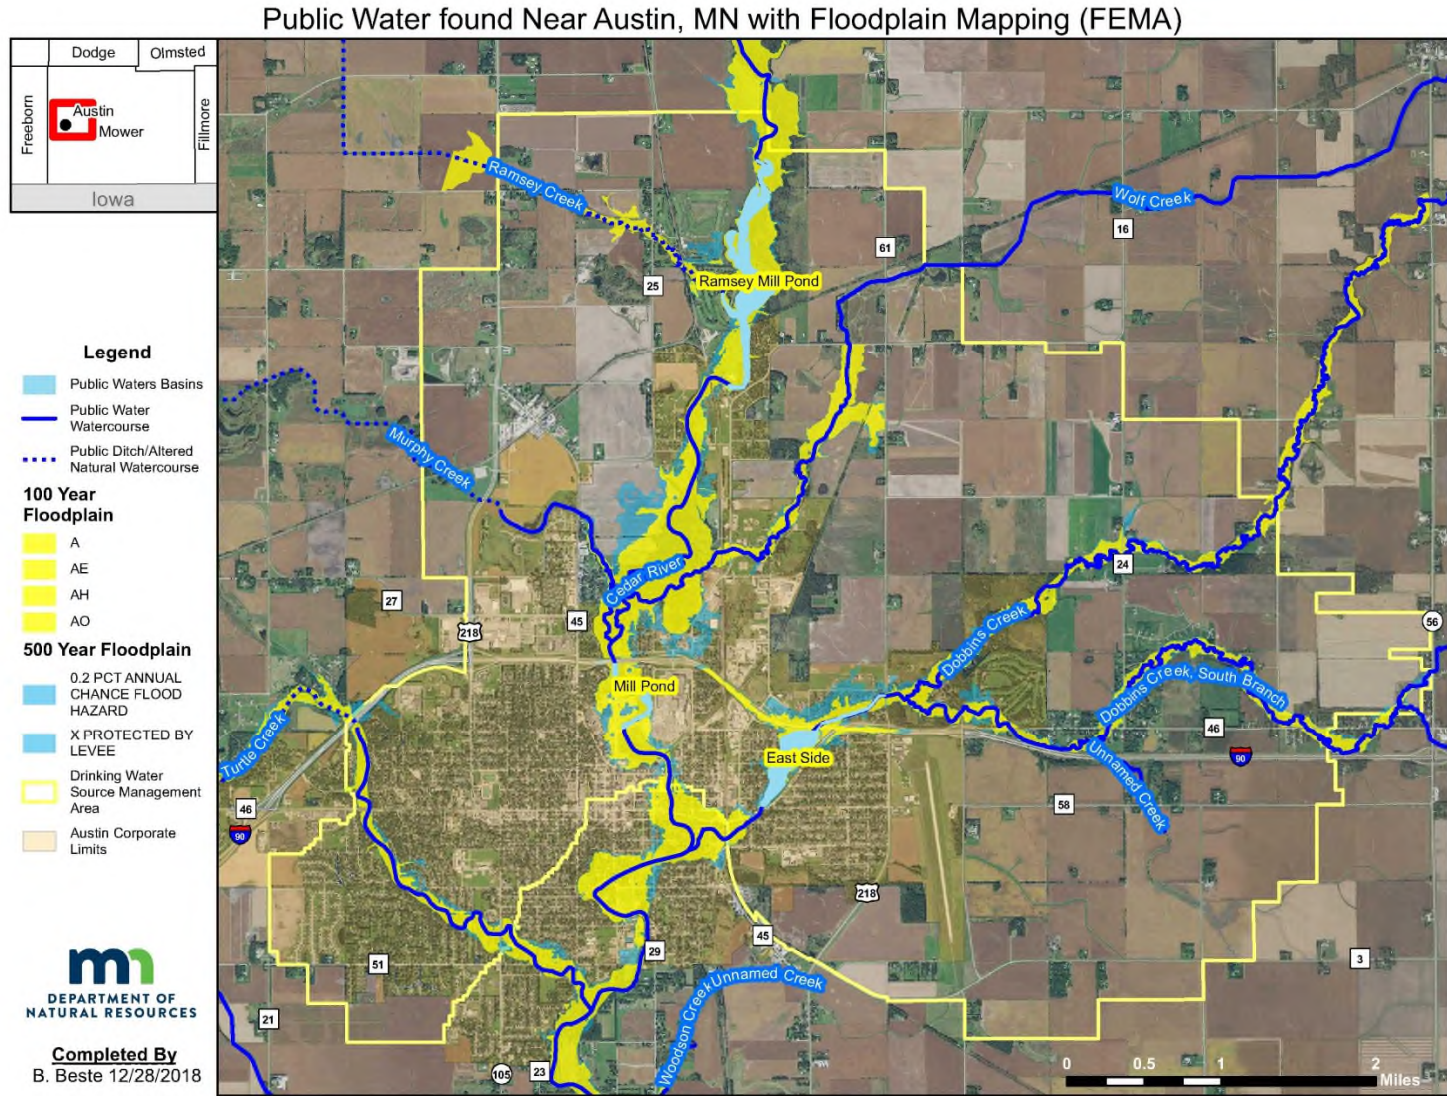 Public Water found Near Austin, MN with Floodplain Mapping (FEMA)
Dodge
Olmsted
Freeborn
Austin
Mower
Fillmore
Iowa
Legend
Public Waters Basins
Public Water
Watercourse
Public Ditch/Altered
Natural Watercourse
100 Year
Floodplain
A
AE
AH
AO
500 Year Floodplain
0.2 PCT ANNUAL
CHANCE FLOOD
HAZARD
X PROTECTED BY
LEVEE
Drinking Water
Source Management
Area
Austin Corporate
Limits
mn
DEPARTMENT OF
NATURAL RESOURCES
Completed By
B. Beste 12/28/2018
Ramsey Creek
Wolf Creek
16
61
25
Ramsey Mill Pond
Murphy Creek
Cedar River
24
27
45
218
56
Dobbins Creek
Dobbins Creek, South Branch
Mill Pond
Turtle Creek
East Side
46
90
Unnamed Creek
46
90
58
218
51
29
45
3
Unnamed Creek
Woodson Creek
21
105
23
0
0.5
1
2
Miles